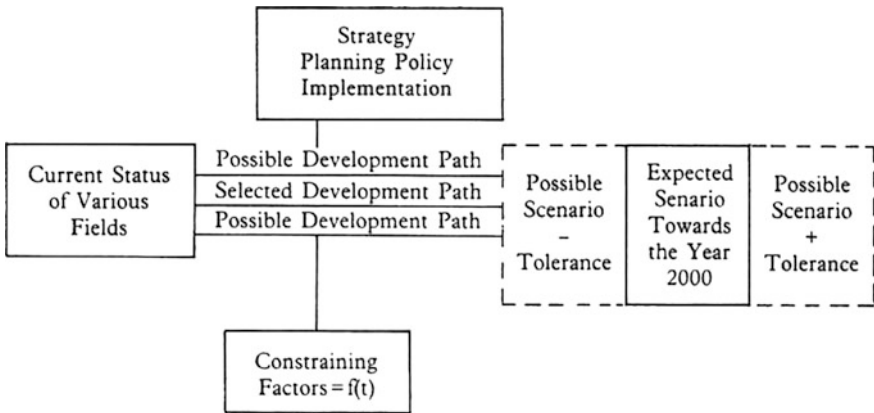 Strategy
Planning Policy
Implementation
Current Status
of Various
Fields
Possible Development Path
Selected Development Path
Possible Development Path
Possible
Scenario
–
Tolerance
Expected
Senario
Towards
the Year
2000
Possible
Scenario
+
Tolerance
Constraining
Factors = f(t)